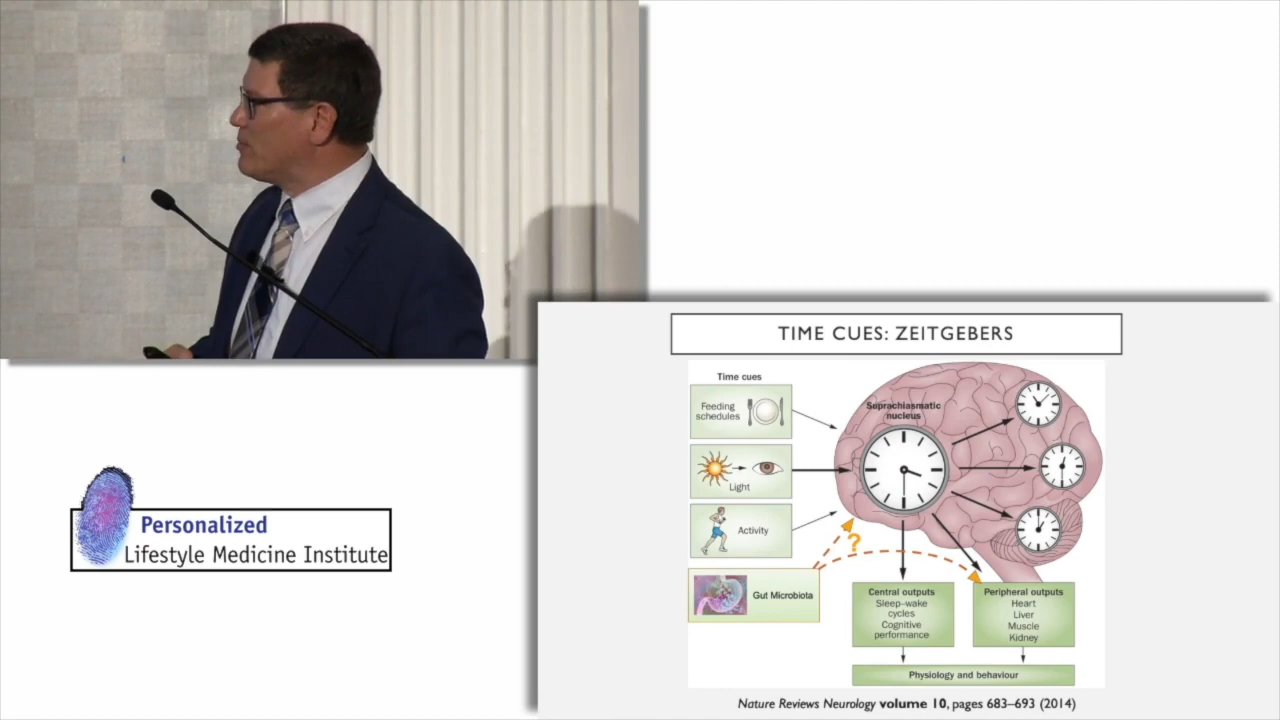 Personalized
Lifestyle Medicine Institute
TIME CUES: ZEITGEBERS
Time cues
Feeding
schedules
Light
Activity
Gut Microbiota
?
Suprachiasmatic
nucleus
Central outputs
Sleep–wake
cycles
Cognitive
performance
Peripheral outputs
Heart
Liver
Muscle
Kidney
Physiology and behaviour
Nature Reviews Neurology volume 10, pages 683–693 (2014)